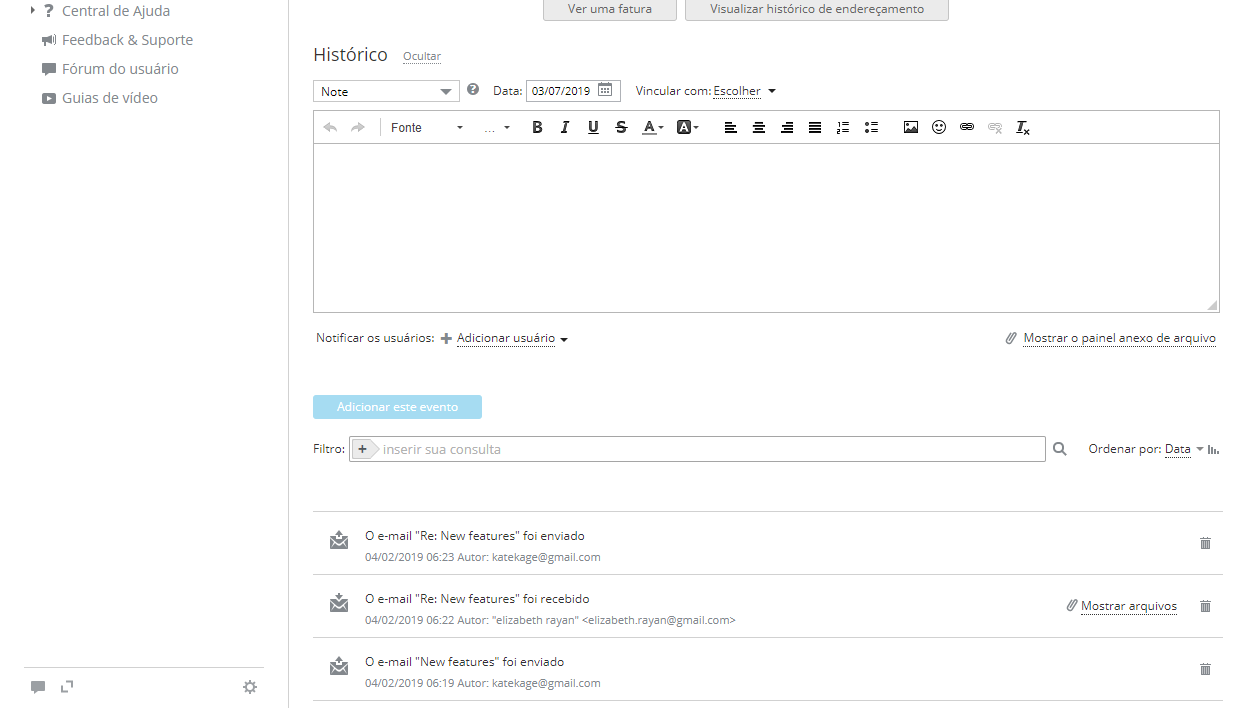 Central de Ajuda
Feedback & Suporte
Fórum do usuário
Guias de vídeo
Ver uma fatura Visualizar histórico de endereçamento
Histórico Ocultar
Note Data: 03/07/2019 Vincular com: Escolher
Fonte ... B I U S A A
Notificar os usuários: Adicionar usuário Mostrar o painel anexo de arquivo
Adicionar este evento
Filtro: + inserir sua consulta Ordenar por: Data
O e-mail "Re: New features" foi enviado
04/02/2019 06:23 Autor: katekage@gmail.com
O e-mail "Re: New features" foi recebido
04/02/2019 06:22 Autor: "elizabeth rayan" <elizabeth.rayan@gmail.com>
Mostrar arquivos
O e-mail "New features" foi enviado
04/02/2019 06:19 Autor: katekage@gmail.com